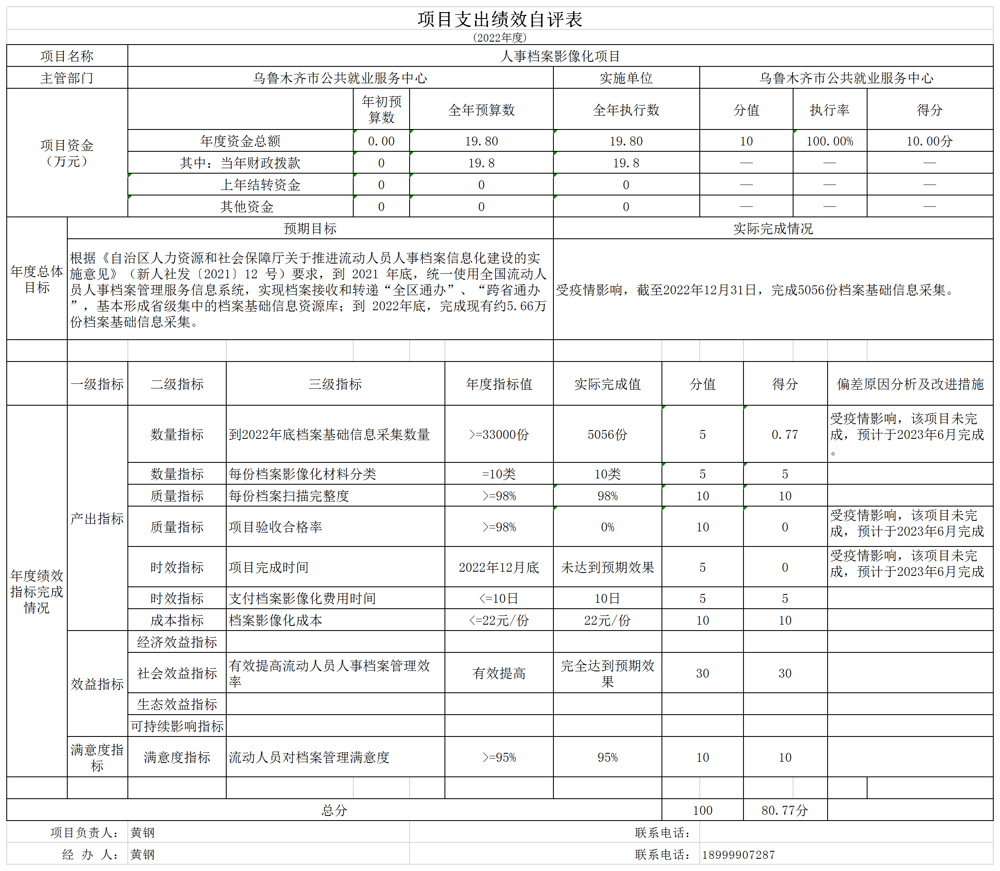 项目支出绩效自评表
(2022年度)
项目名称 人事档案影像化项目
主管部门 乌鲁木齐市公共就业服务中心 实施单位 乌鲁木齐市公共就业服务中心
项目资金
（万元）
年初预
算数
全年预算数 全年执行数 分值 执行率 得分
年度资金总额 0.00 19.80 19.80 10 100.00% 10.00分
其中：当年财政拨款 0 19.8 19.8 — — —
上年结转资金 0 0 0 — — —
其他资金 0 0 0 — — —
年度总体
目标
预期目标 实际完成情况
根据《自治区人力资源和社会保障厅关于推进流动人员人事档案信息化建设的实
施意见》（新人社发〔2021〕12 号）要求，到 2021 年底，统一使用全国流动人
员人事档案管理服务信息系统，实现档案接收和转递“全区通办”、“跨省通办
”，基本形成省级集中的档案基础信息资源库；到 2022年底，完成现有约5.66万
份档案基础信息采集。
受疫情影响，截至2022年12月31日，完成5056份档案基础信息采集。
一级指标 二级指标 三级指标 年度指标值 实际完成值 分值 得分 偏差原因分析及改进措施
年度绩效
指标完成
情况
产出指标
数量指标 到2022年底档案基础信息采集数量 >=33000份 5056份 5 0.77
受疫情影响，该项目未完
成，预计于2023年6月完成
。
数量指标 每份档案影像化材料分类 =10类 10类 5 5
质量指标 每份档案扫描完整度 >=98% 98% 10 10
质量指标 项目验收合格率 >=98% 0% 10 0
受疫情影响，该项目未完
成，预计于2023年6月完成
时效指标 项目完成时间 2022年12月底 未达到预期效果 5 0
受疫情影响，该项目未完
成，预计于2023年6月完成
时效指标 支付档案影像化费用时间 <=10日 10日 5 5
成本指标 档案影像化成本 <=22元/份 22元/份 10 10
效益指标
经济效益指标
社会效益指标
有效提高流动人员人事档案管理效
率
有效提高
完全达到预期效
果
30 30
生态效益指标
可持续影响指标
满意度指
标
满意度指标 流动人员对档案管理满意度 >=95% 95% 10 10
总分 100 80.77分
项目负责人： 黄钢 联系电话：
经 办 人： 黄钢 联系电话： 18999907287